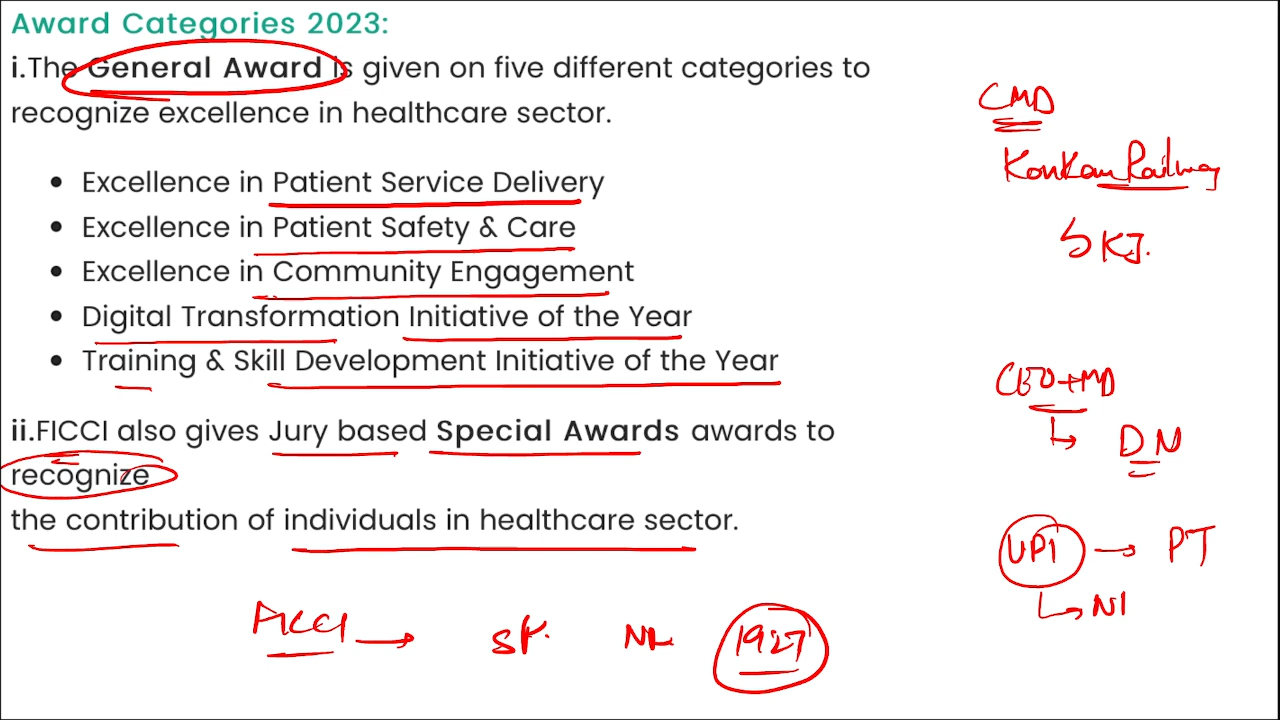 Award Categories 2023:
i.The General Award is given on five different categories to
recognize excellence in healthcare sector.
• Excellence in Patient Service Delivery
• Excellence in Patient Safety & Care
• Excellence in Community Engagement
• Digital Transformation Initiative of the Year
• Training & Skill Development Initiative of the Year
ii.FICCI also gives Jury based Special Awards awards to
recognize
the contribution of individuals in healthcare sector.
FICCI → SP. 1927
CMD
Konkan Railway
SKJ.
CEO+MD
DN
UPI → PT
NI